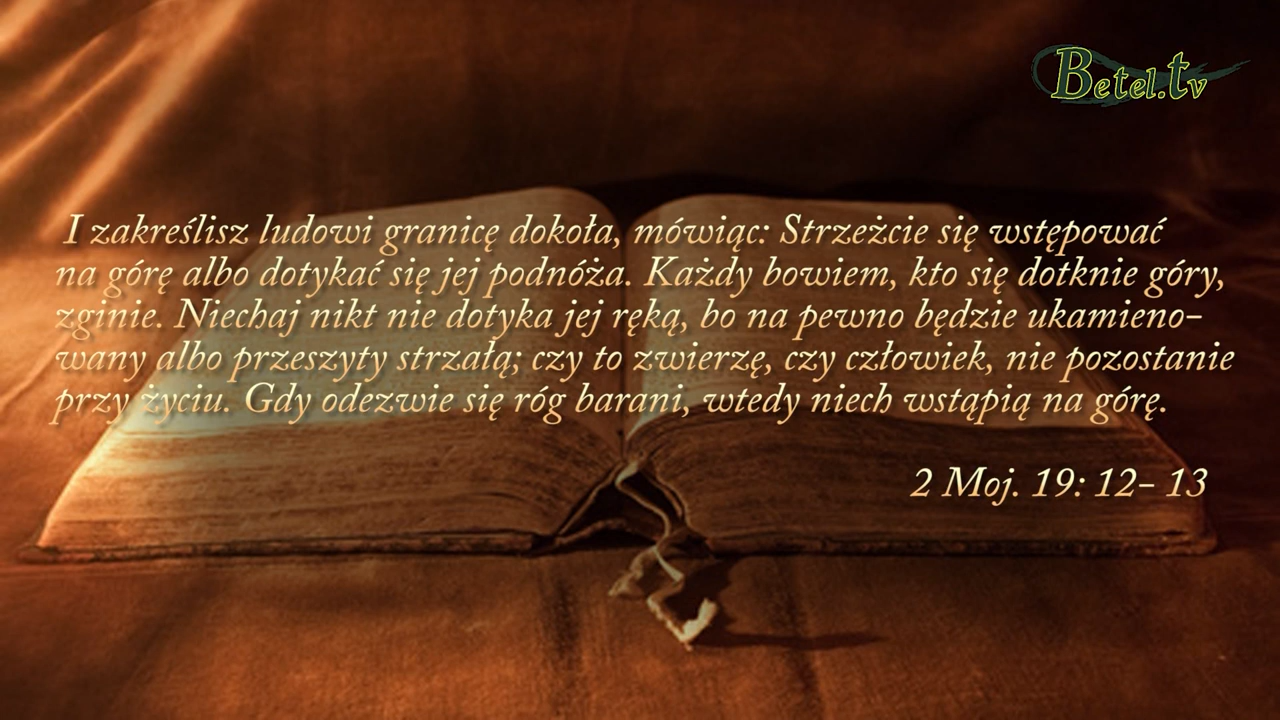 Betel.tv
I zakreślisz ludowi granicę dokoła, mówiąc: Strzeżcie się wstępować
na górę albo dotykać się jej podnóża. Każdy bowiem, kto się dotknie góry,
zginie. Niechaj nikt nie dotyka jej ręką, bo na pewno będzie ukamieno-
wany albo przeszyty strzałą; czy to zwierzę, czy człowiek, nie pozostanie
przy życiu. Gdy odezwie się róg barani, wtedy niech wstąpią na górę.
2 Moj. 19: 12- 13